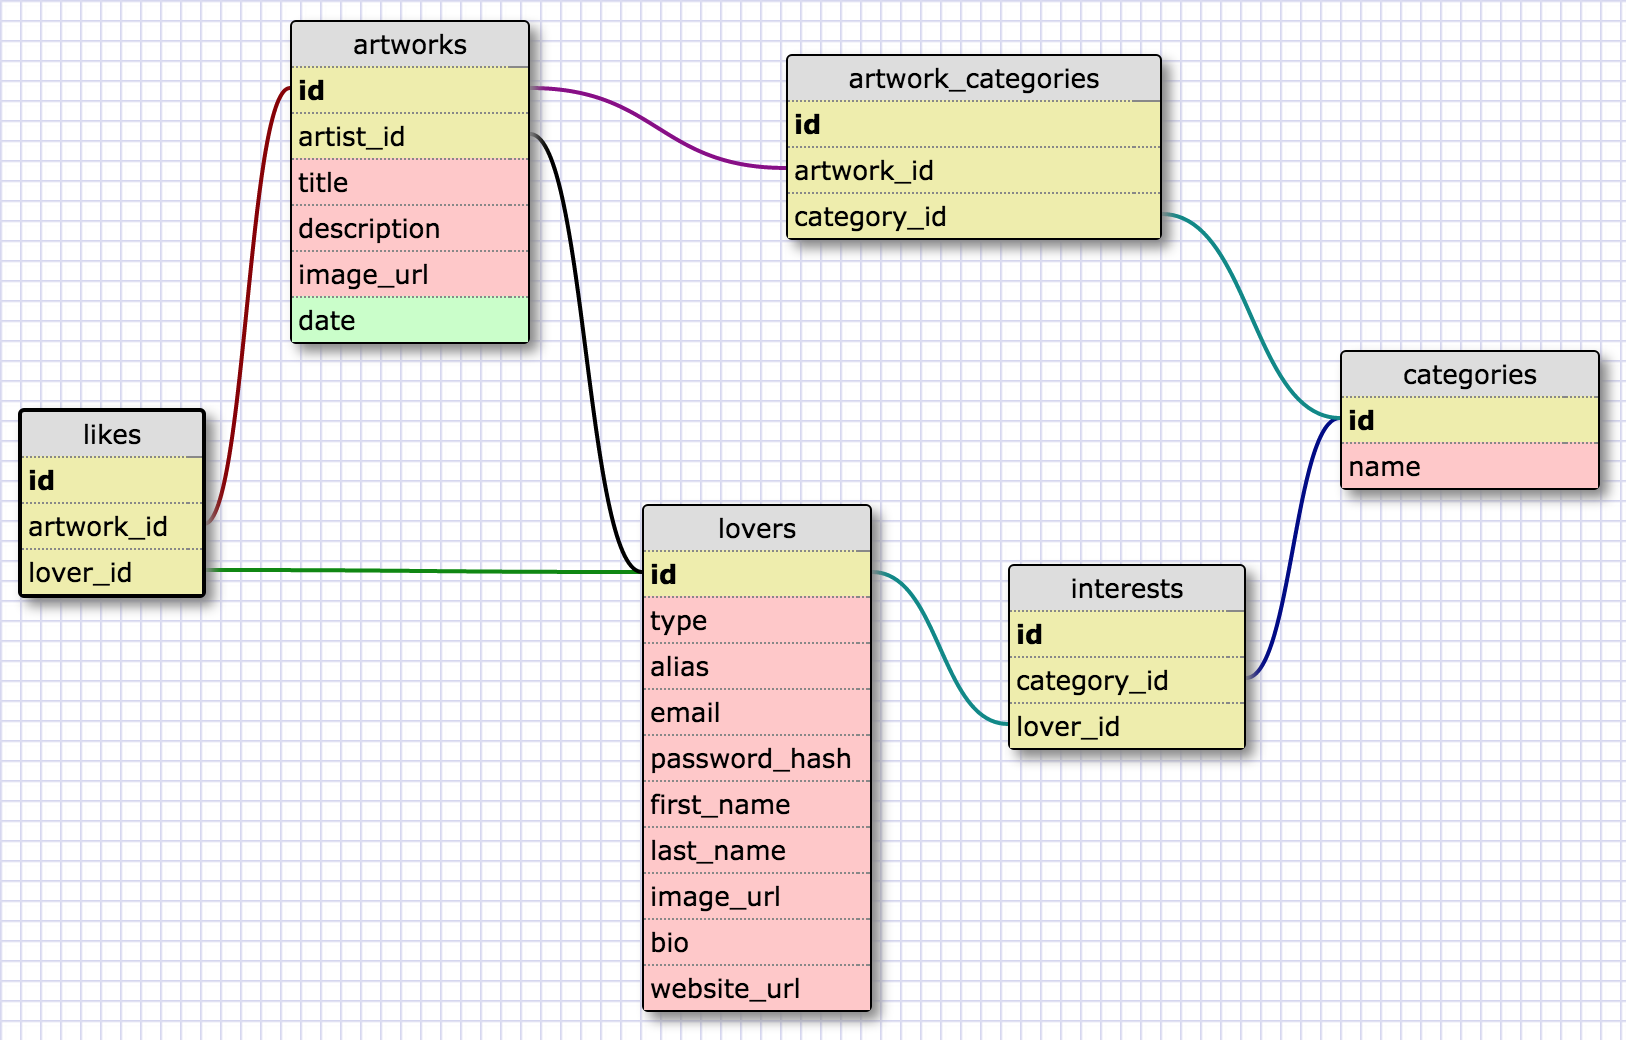 artworks
id
artist_id
title
description
image_url
date
artwork_categories
id
artwork_id
category_id
categories
id
name
likes
id
artwork_id
lover_id
lovers
id
type
alias
email
password_hash
first_name
last_name
image_url
bio
website_url
interests
id
category_id
lover_id